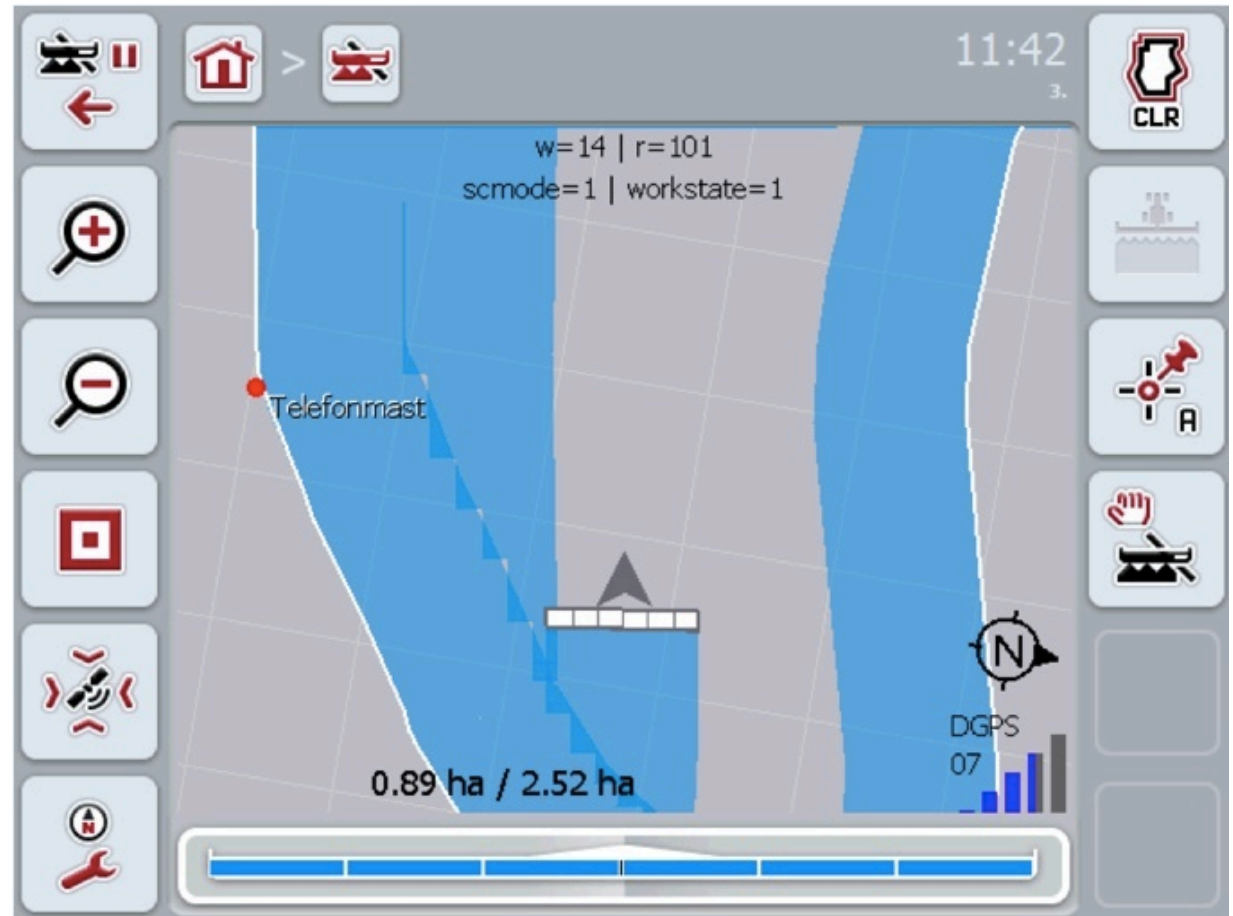 11:42
3.
>
CLR
w=14 | r=101
scmode=1 | workstate=1
Telefonmast
A
N
DGPS
07
0.89 ha / 2.52 ha
N